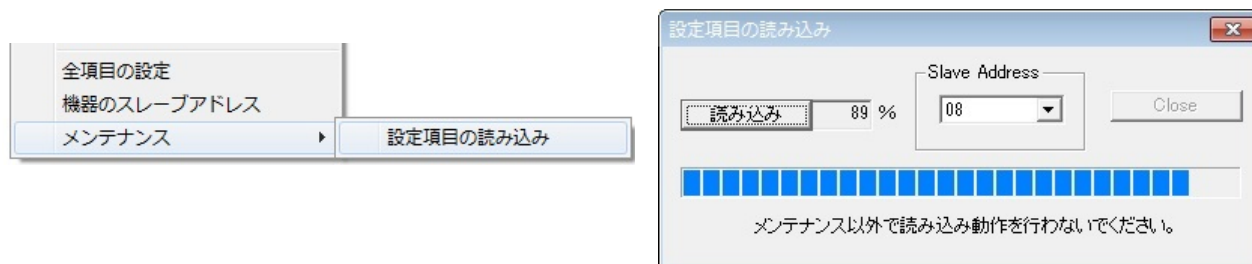 全項目の設定
機器のスレーブアドレス
メンテナンス
設定項目の読み込み
設定項目の読み込み
Slave Address
読み込み 89 %
08
Close
メンテナンス以外で読み込み動作を行わないでください。